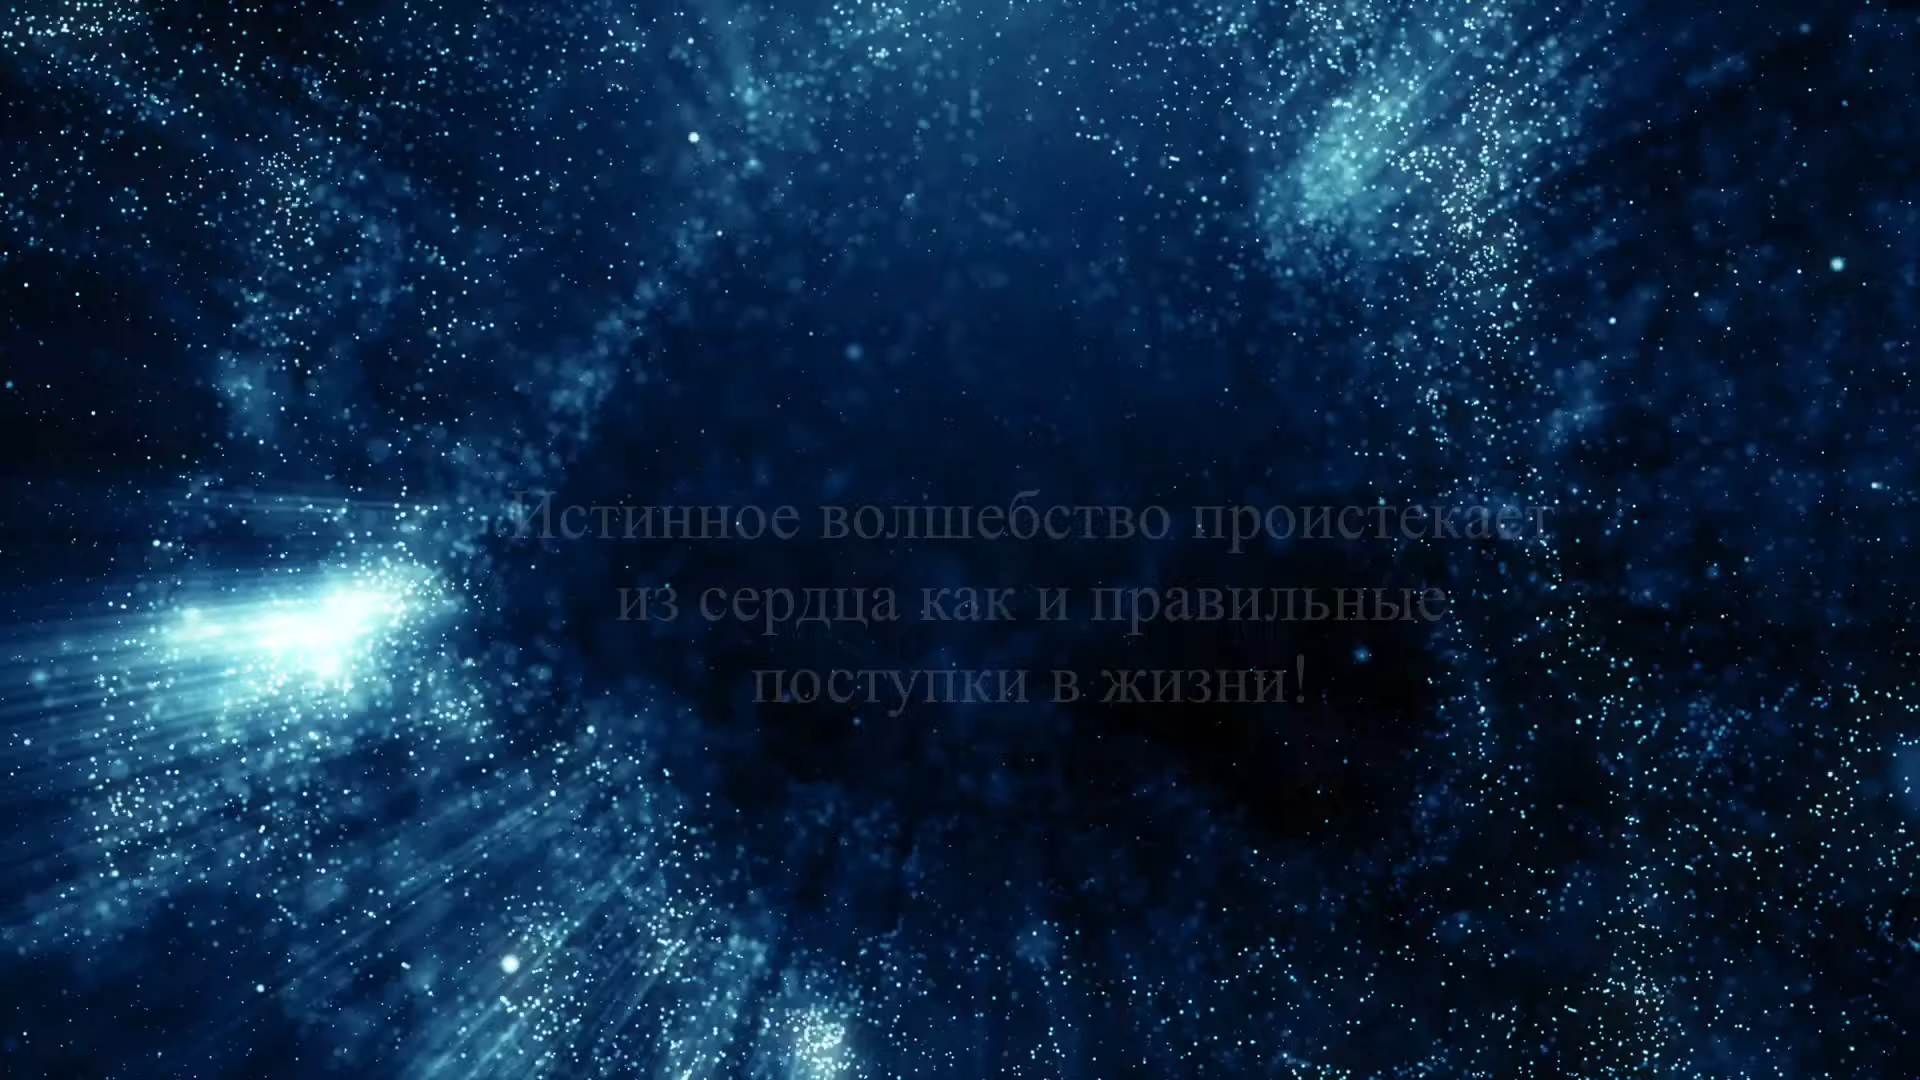 Истинное волшебство проистекает
из сердца как и правильные
поступки в жизни!